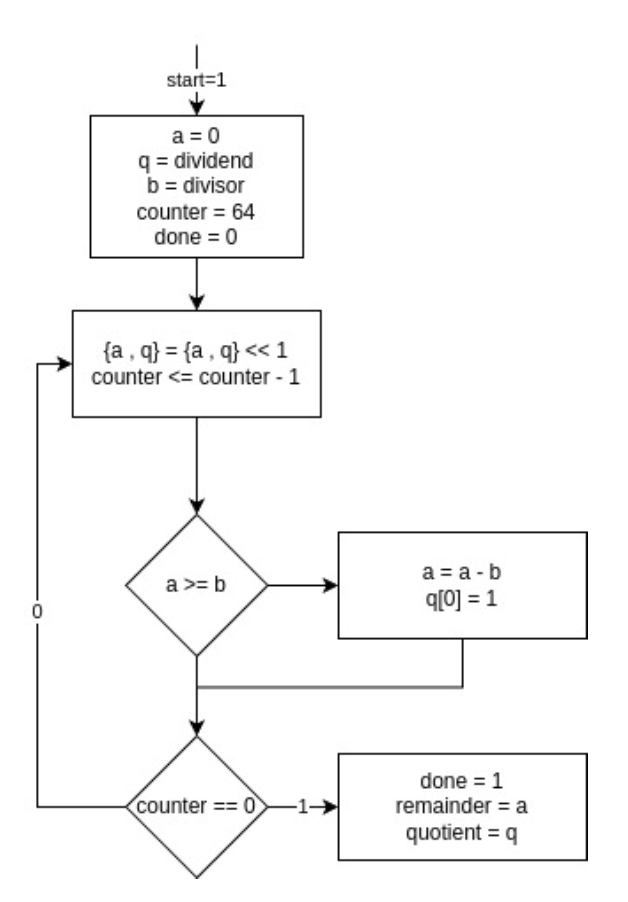 start=1
a = 0
q = dividend
b = divisor
counter = 64
done = 0
{a , q} = {a , q} << 1
counter <= counter - 1
a >= b
a = a - b
q[0] = 1
0
counter == 0
1
done = 1
remainder = a
quotient = q